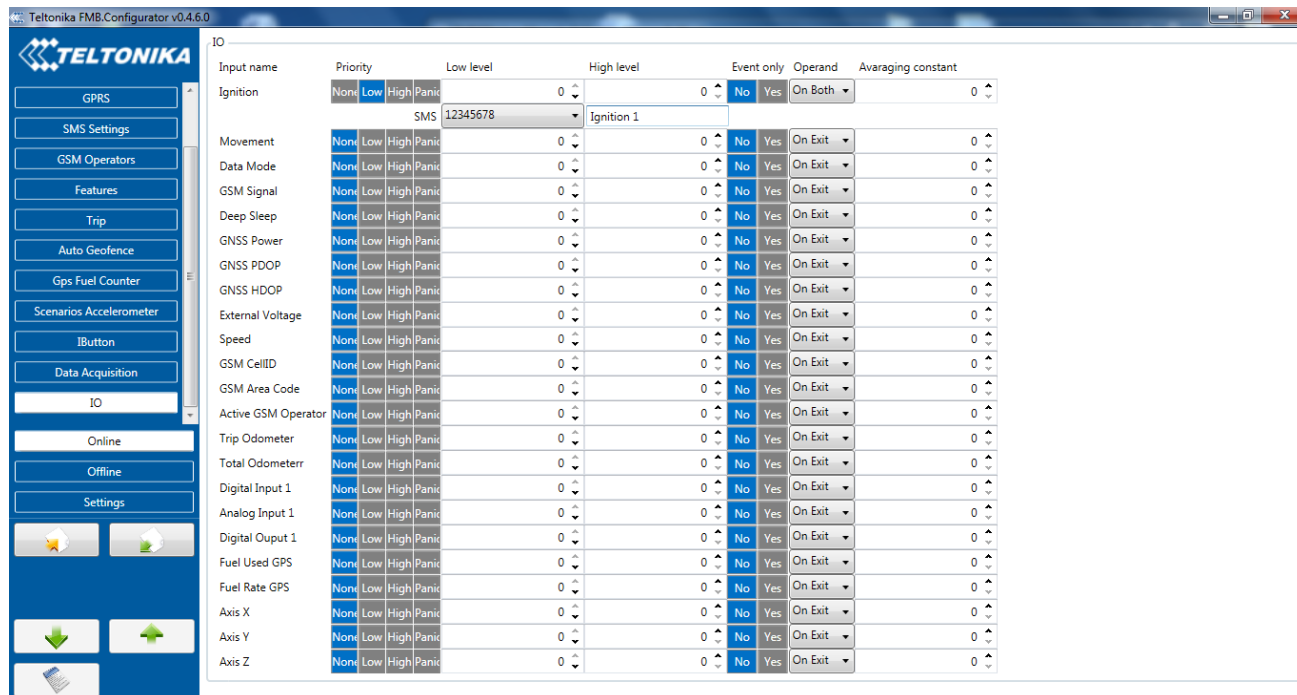 Teltonika FMB.Configurator v0.4.6.0
TELTONIKA
GPRS
SMS Settings
GSM Operators
Features
Trip
Auto Geofence
Gps Fuel Counter
Scenarios Accelerometer
IButton
Data Acquisition
IO
Online
Offline
Settings
IO
Input name Priority Low level High level Event only Operand Avaraging constant
Ignition None Low High Panic 0 0 No Yes On Both 0
SMS 12345678 Ignition 1
Movement None Low High Panic 0 0 No Yes On Exit 0
Data Mode None Low High Panic 0 0 No Yes On Exit 0
GSM Signal None Low High Panic 0 0 No Yes On Exit 0
Deep Sleep None Low High Panic 0 0 No Yes On Exit 0
GNSS Power None Low High Panic 0 0 No Yes On Exit 0
GNSS PDOP None Low High Panic 0 0 No Yes On Exit 0
GNSS HDOP None Low High Panic 0 0 No Yes On Exit 0
External Voltage None Low High Panic 0 0 No Yes On Exit 0
Speed None Low High Panic 0 0 No Yes On Exit 0
GSM CellID None Low High Panic 0 0 No Yes On Exit 0
GSM Area Code None Low High Panic 0 0 No Yes On Exit 0
Active GSM Operator None Low High Panic 0 0 No Yes On Exit 0
Trip Odometer None Low High Panic 0 0 No Yes On Exit 0
Total Odometerr None Low High Panic 0 0 No Yes On Exit 0
Digital Input 1 None Low High Panic 0 0 No Yes On Exit 0
Analog Input 1 None Low High Panic 0 0 No Yes On Exit 0
Digital Ouput 1 None Low High Panic 0 0 No Yes On Exit 0
Fuel Used GPS None Low High Panic 0 0 No Yes On Exit 0
Fuel Rate GPS None Low High Panic 0 0 No Yes On Exit 0
Axis X None Low High Panic 0 0 No Yes On Exit 0
Axis Y None Low High Panic 0 0 No Yes On Exit 0
Axis Z None Low High Panic 0 0 No Yes On Exit 0